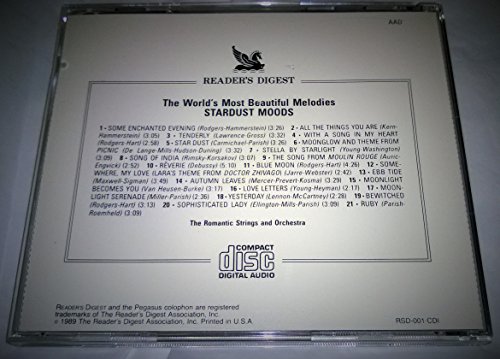 AAD
READER'S DIGEST
The World's Most Beautiful Melodies
STARDUST MOODS
1 • SOME ENCHANTED EVENING (Rodgers-Hammerstein) (3:26) 2 • ALL THE THINGS YOU ARE (Kern-
Hammerstein) (3:05) 3 • TENDERLY (Lawrence-Gross) (3:32) 4 • WITH A SONG IN MY HEART
(Rodgers-Hart) (2:58) 5 • STAR DUST (Carmichael-Parish) (3:26) 6 • MOONGLOW AND THEME FROM
PICNIC (De Lange-Mills-Hudson-Duning) (3:32) 7 • STELLA BY STARLIGHT (Young-Washington)
(3:09) 8 • SONG OF INDIA (Rimsky-Korsakov) (3:07) 9 • THE SONG FROM MOULIN ROUGE (Auric-
Engvick) (2:52) 10 • RÊVERIE (Debussy) (5:10) 11 • BLUE MOON (Rodgers-Hart) (2:36) 12 • SOME-
WHERE, MY LOVE (LARA'S THEME FROM DOCTOR ZHIVAGO) (Jarre-Webster) (2:46) 13 • EBB TIDE
(Maxwell-Sigman) (3:02) 14 • AUTUMN LEAVES (Mercer-Prevert-Kosma) (3:29) 15 • MOONLIGHT
BECOMES YOU (Van Heusen-Burke) (3:21) 16 • LOVE LETTERS (Young-Heyman) (3:21) 17 • MOON-
LIGHT SERENADE (Miller-Parish) (3:21) 18 • YESTERDAY (Lennon-McCartney) (2:26) 19 • BEWITCHED
(Rodgers-Hart) (3:13) 20 • SOPHISTICATED LADY (Ellington-Mills-Parish) (3:09) 21 • RUBY (Parish-
Roemheld) (3:09)
The Romantic Strings and Orchestra
COMPACT
disc
DIGITAL AUDIO
READER'S DIGEST and the Pegasus colophon are registered
trademarks of The Reader's Digest Association, Inc.
© 1989 The Reader's Digest Association, Inc. Printed in U.S.A.
RSD-001 CDI